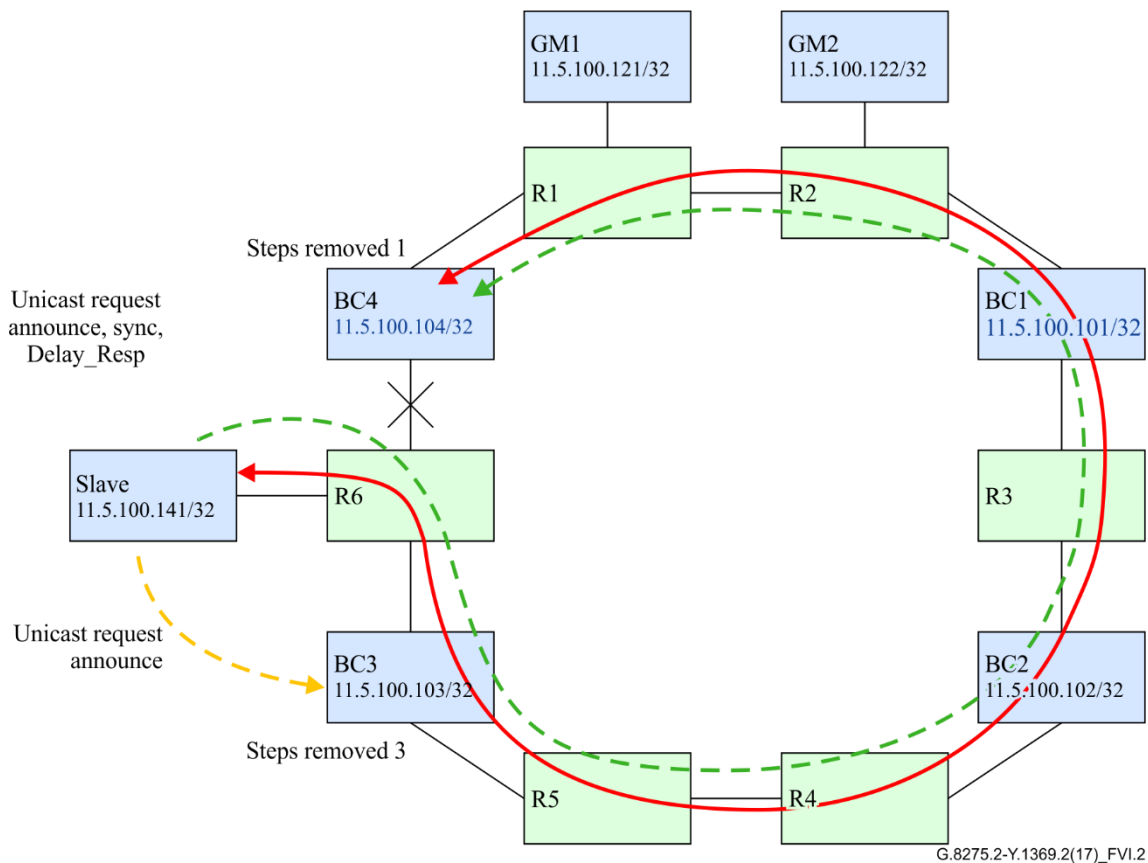 GM1
11.5.100.121/32
GM2
11.5.100.122/32
R1
R2
Steps removed 1
BC4
11.5.100.104/32
BC1
11.5.100.101/32
Unicast request
announce, sync,
Delay_Resp
Slave
11.5.100.141/32
R6
R3
Unicast request
announce
BC3
11.5.100.103/32
BC2
11.5.100.102/32
Steps removed 3
R5
R4
G.8275.2-Y.1369.2(17)_FVI.2